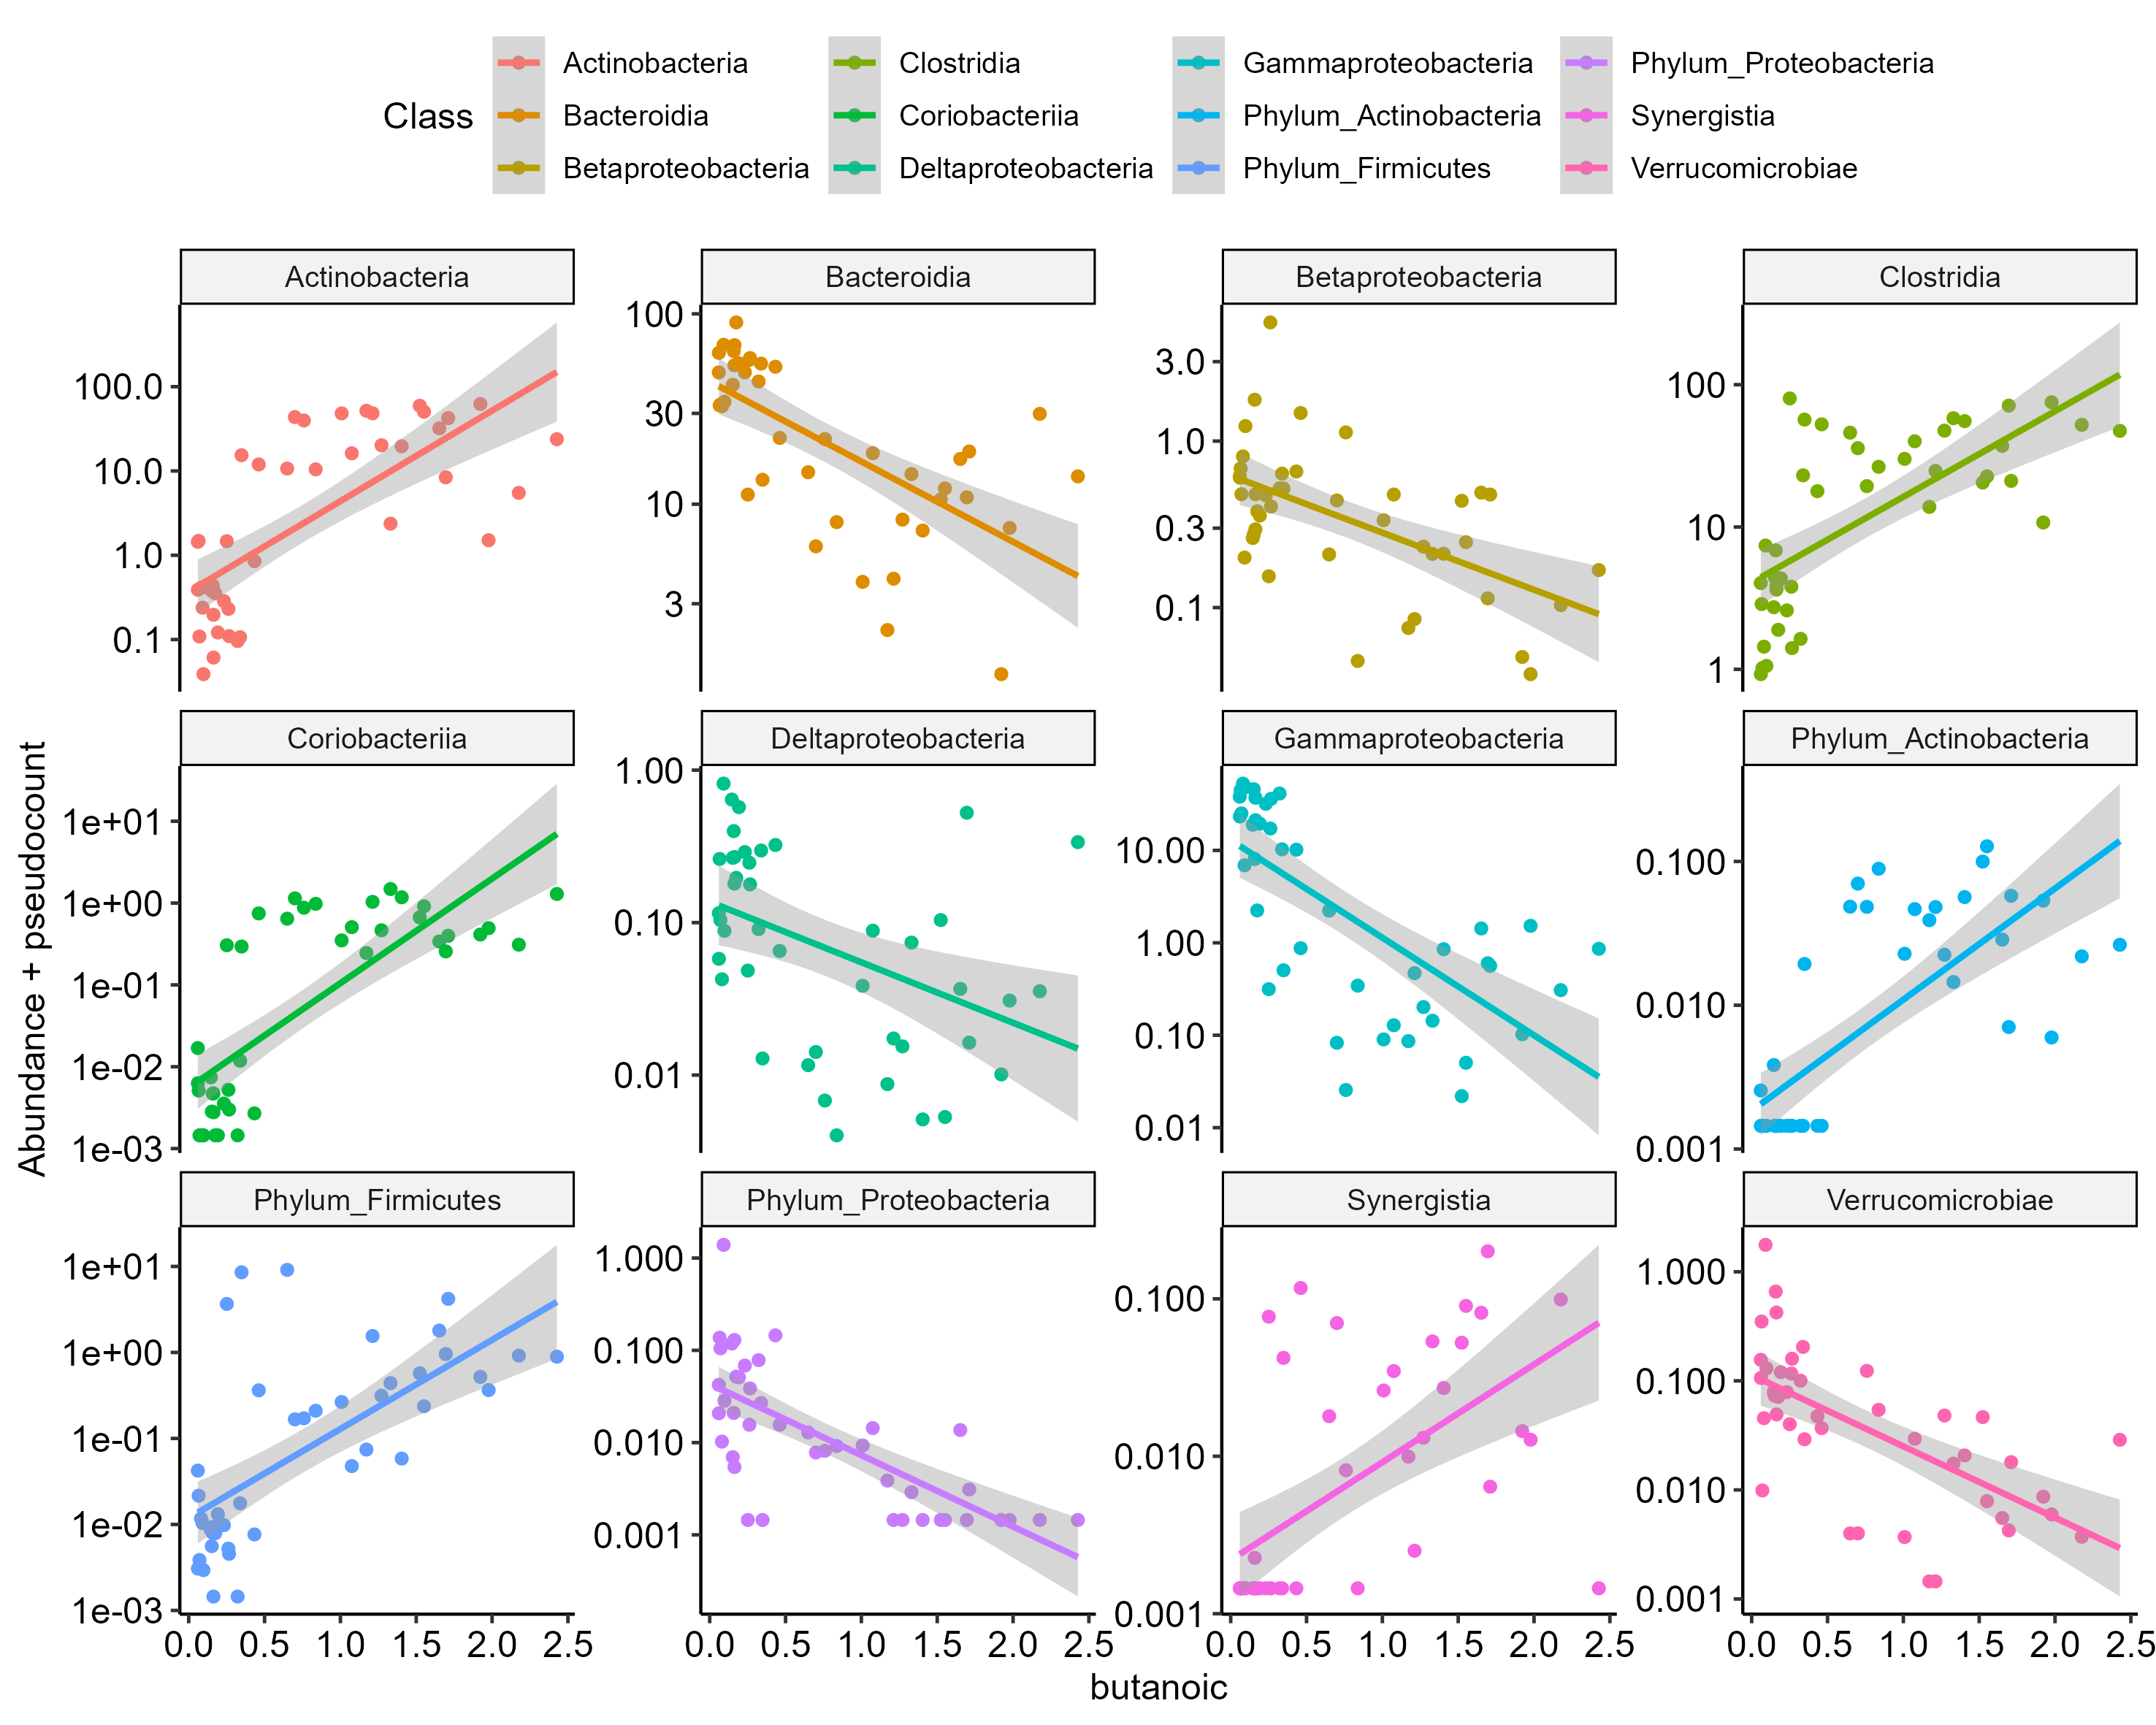 Class
Actinobacteria
Bacteroidia
Betaproteobacteria
Clostridia
Coriobacteriia
Deltaproteobacteria
Gammaproteobacteria
Phylum_Actinobacteria
Phylum_Firmicutes
Phylum_Proteobacteria
Synergistia
Verrucomicrobiae
Abundance + pseudocount
Actinobacteria
100.0
10.0
1.0
0.1
Bacteroidia
100
30
10
3
Betaproteobacteria
3.0
1.0
0.3
0.1
Clostridia
100
10
1
Coriobacteriia
1e+01
1e+00
1e-01
1e-02
1e-03
Deltaproteobacteria
1.00
0.10
0.01
Gammaproteobacteria
10.00
1.00
0.10
0.01
Phylum_Actinobacteria
0.100
0.010
0.001
Phylum_Firmicutes
1e+01
1e+00
1e-01
1e-02
1e-03
0.0 0.5 1.0 1.5 2.0 2.5
Phylum_Proteobacteria
1.000
0.100
0.010
0.001
0.0 0.5 1.0 1.5 2.0 2.5
Synergistia
0.100
0.010
0.001
0.0 0.5 1.0 1.5 2.0 2.5
Verrucomicrobiae
1.000
0.100
0.010
0.001
0.0 0.5 1.0 1.5 2.0 2.5
butanoic